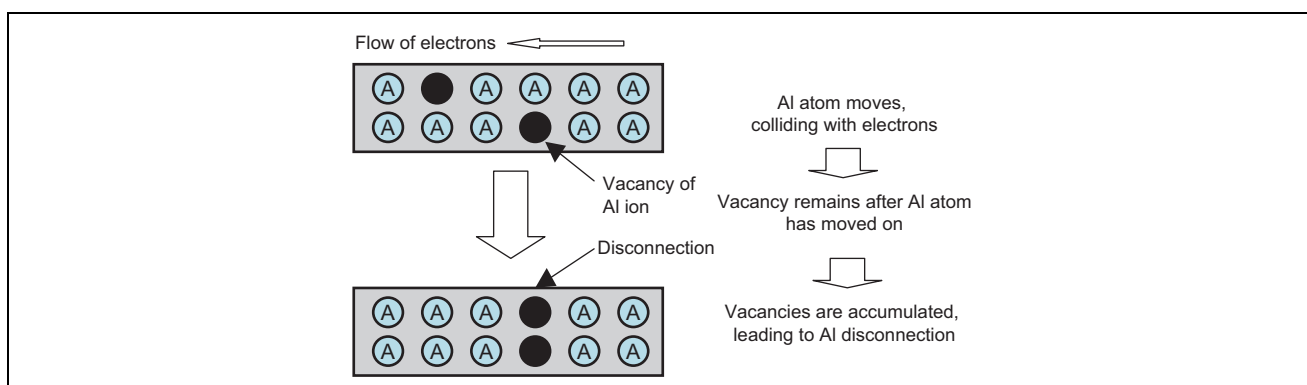 Flow of electrons
A A A A A
A A A A A
Al atom moves,
colliding with electrons
Vacancy of
Al ion
Vacancy remains after Al atom
has moved on
Disconnection
A A A A A
A A A A A
Vacancies are accumulated,
leading to Al disconnection